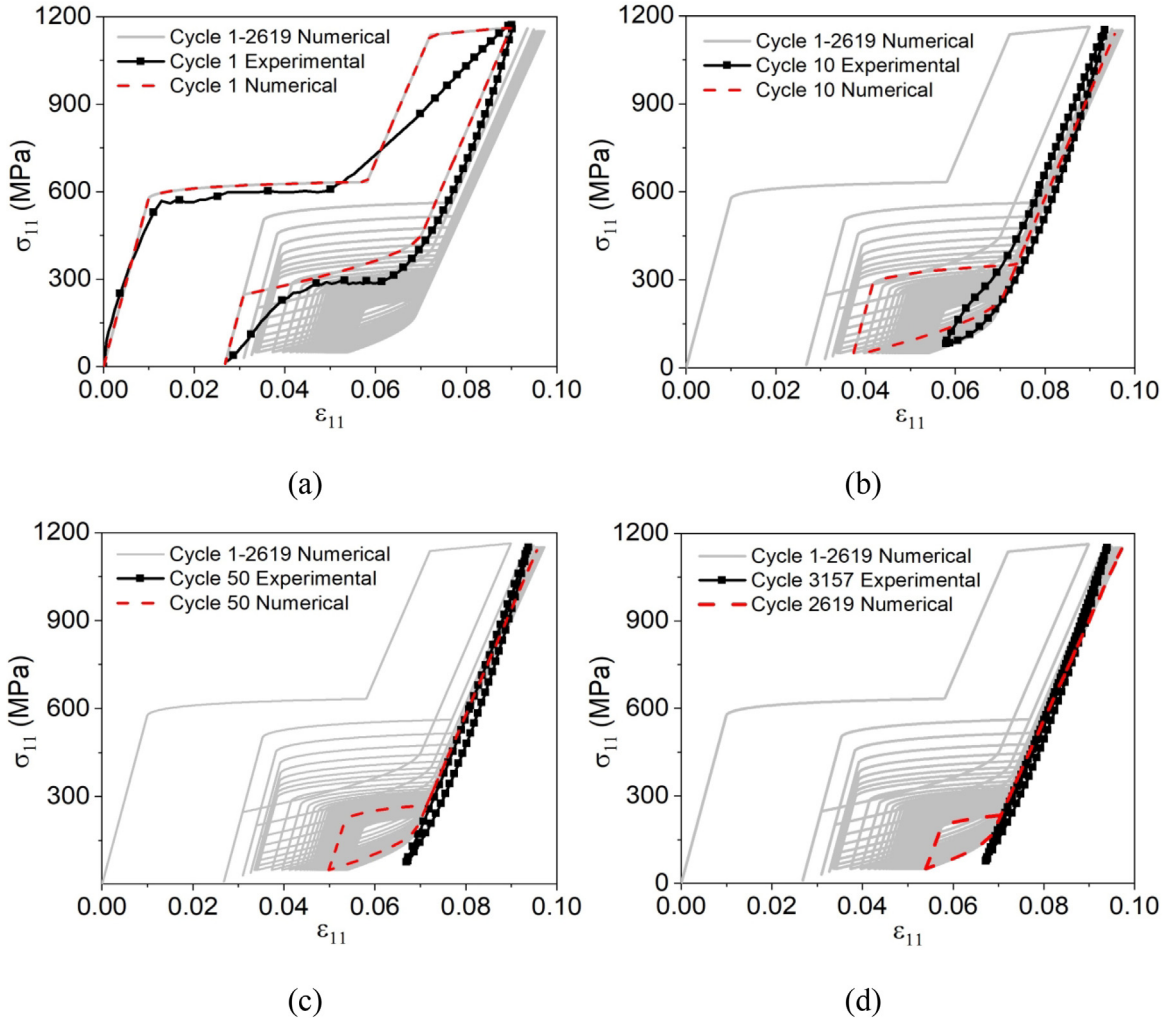 1200
900
600
300
0
σ11 (MPa)
Cycle 1-2619 Numerical
Cycle 1 Experimental
Cycle 1 Numerical
0.00 0.02 0.04 0.06 0.08 0.10
ε11
(a)
1200
900
600
300
0
σ11 (MPa)
Cycle 1-2619 Numerical
Cycle 10 Experimental
Cycle 10 Numerical
0.00 0.02 0.04 0.06 0.08 0.10
ε11
(b)
1200
900
600
300
0
σ11 (MPa)
Cycle 1-2619 Numerical
Cycle 50 Experimental
Cycle 50 Numerical
0.00 0.02 0.04 0.06 0.08 0.10
ε11
(c)
1200
900
600
300
0
σ11 (MPa)
Cycle 1-2619 Numerical
Cycle 3157 Experimental
Cycle 2619 Numerical
0.00 0.02 0.04 0.06 0.08 0.10
ε11
(d)